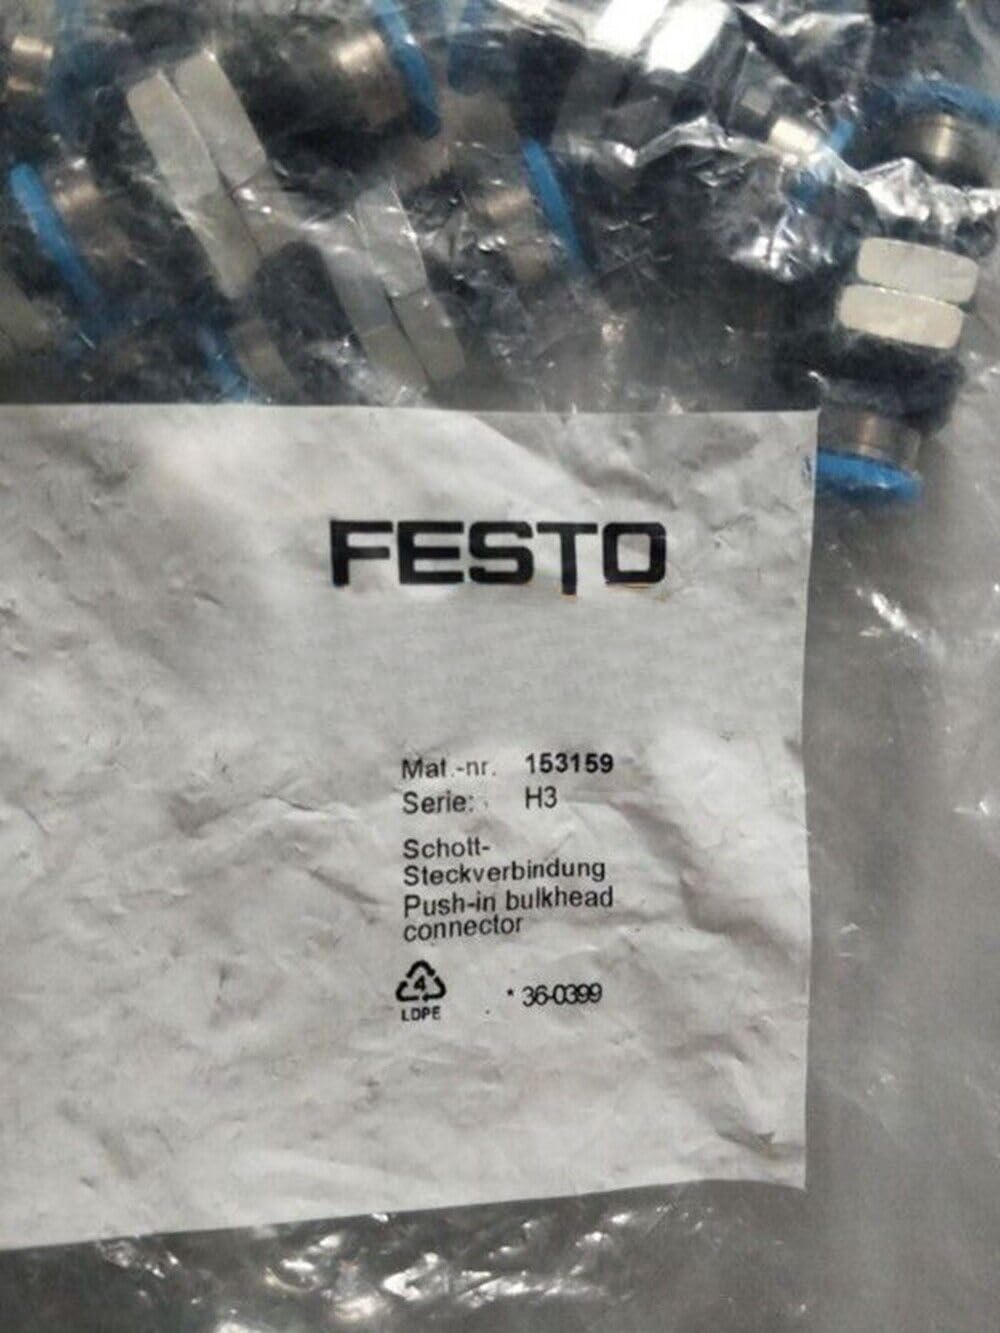 FESTO
Mat.-nr. 153159
Serie: H3
Schott-
Steckverbindung
Push-in bulkhead
connector
4
LDPE
* 36-0399